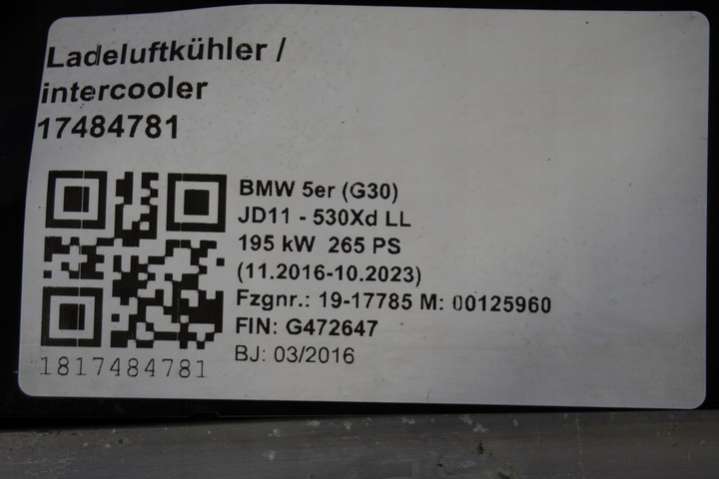 Ladeluftkühler /
intercooler
17484781
BMW 5er (G30)
JD11 - 530Xd LL
195 kW 265 PS
(11.2016-10.2023)
Fzgnr.: 19-17785 M: 00125960
FIN: G472647
BJ: 03/2016
1817484781